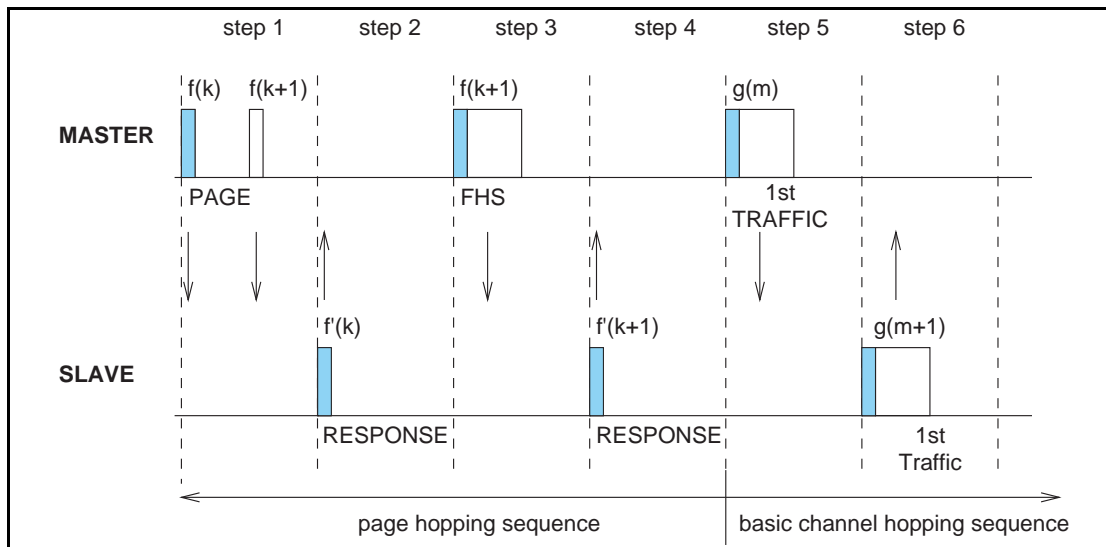 step 1 step 2 step 3 step 4 step 5 step 6
f(k) f(k+1) f(k+1) g(m)
MASTER
PAGE FHS 1st
TRAFFIC
f'(k) f'(k+1) g(m+1)
SLAVE
RESPONSE RESPONSE 1st
Traffic
page hopping sequence basic channel hopping sequence